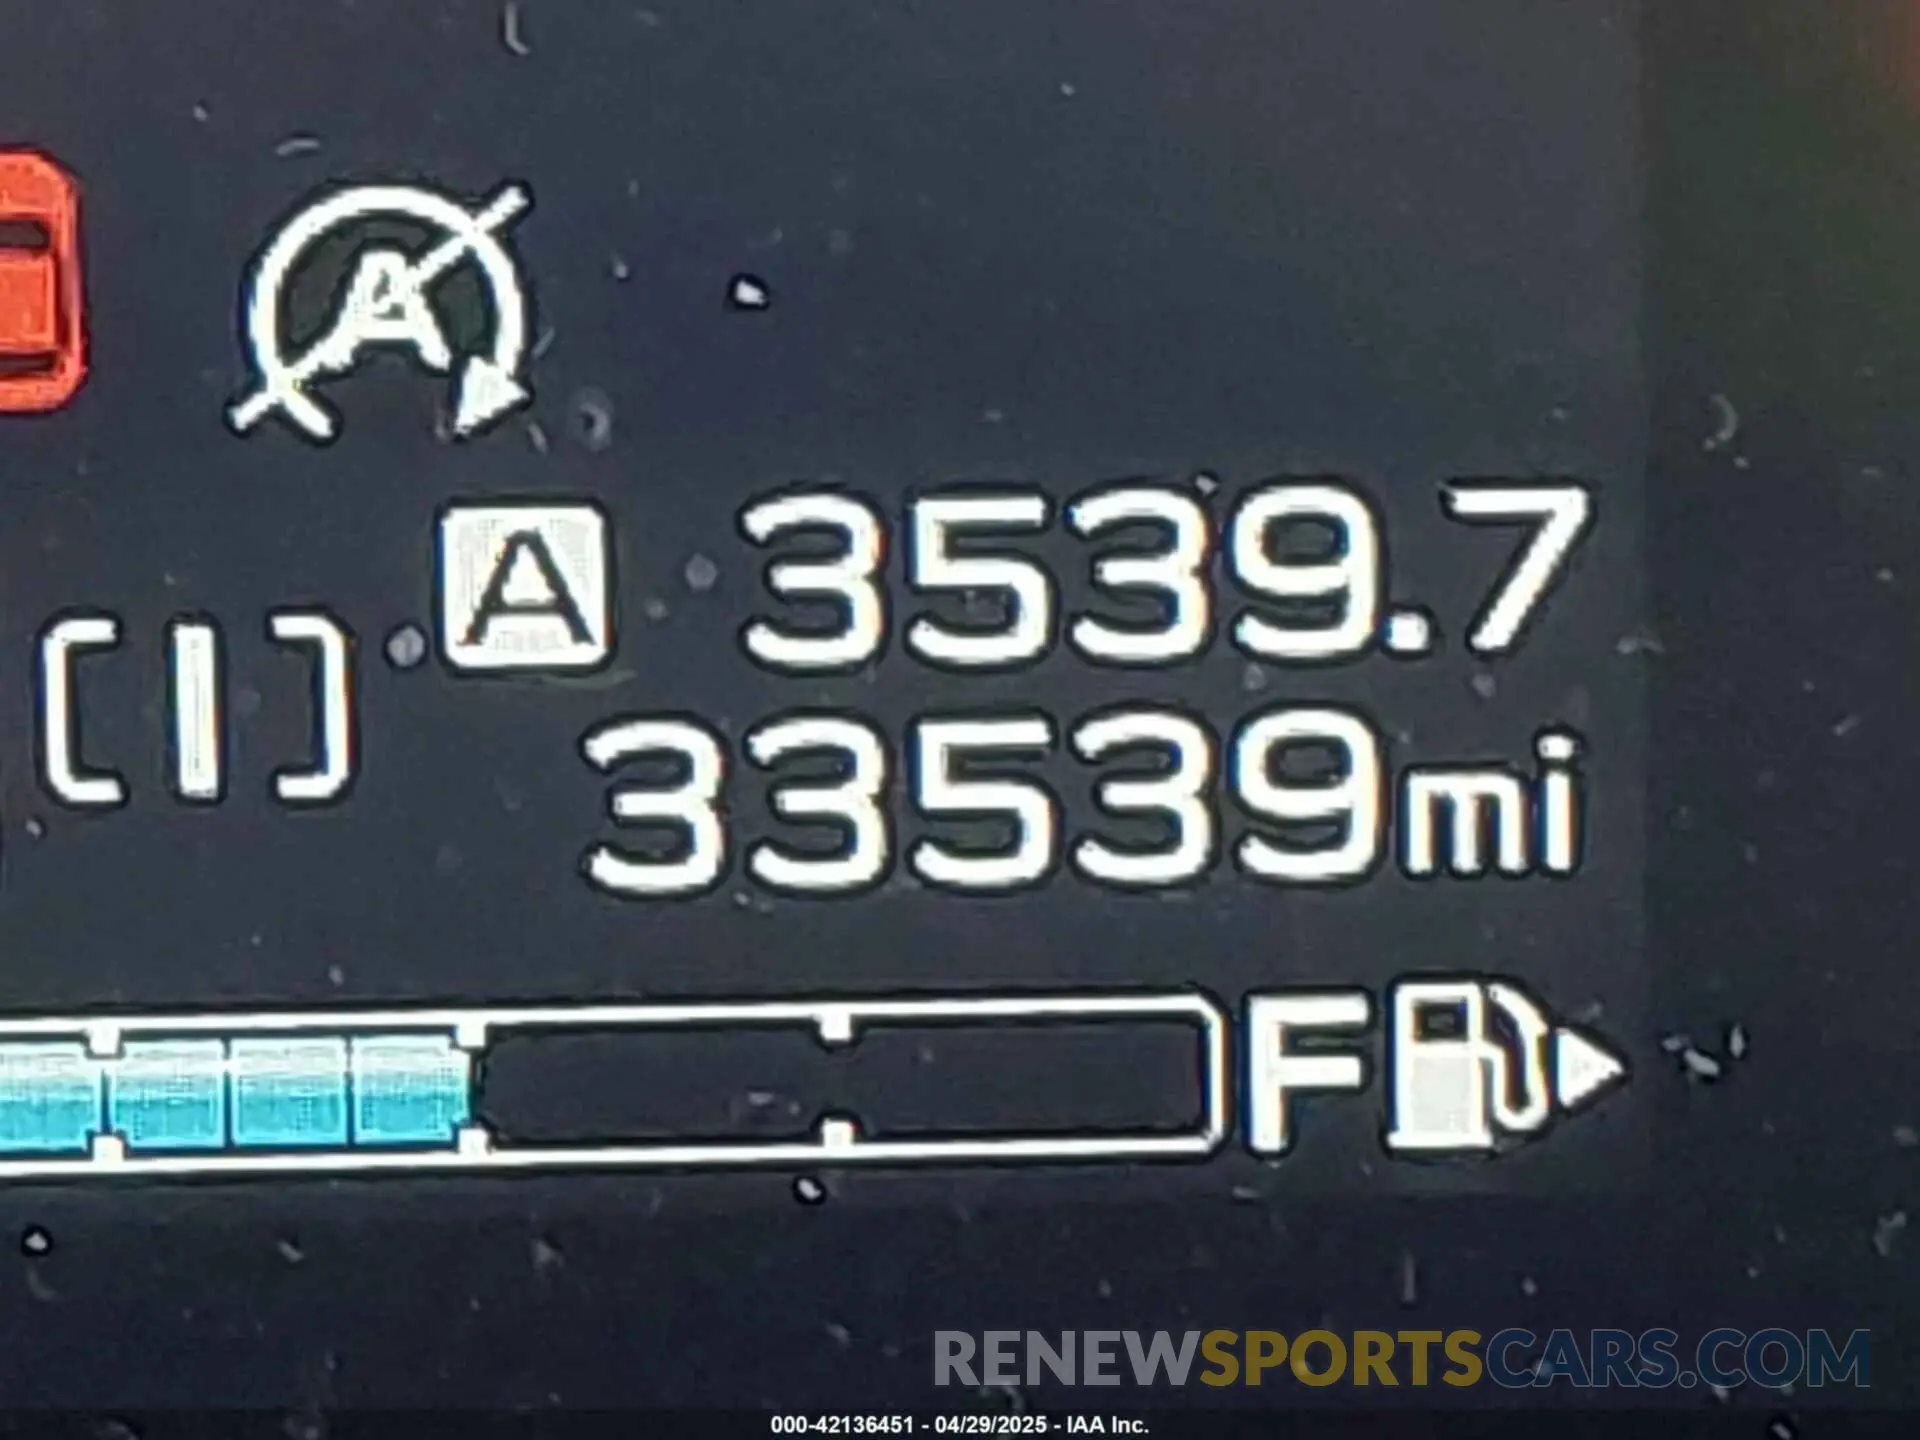 A
A 3539.7
[I]
33539mi
F
RENEWSPORTSCARS.COM
000-42136451 - 04/29/2025 - IAA Inc.